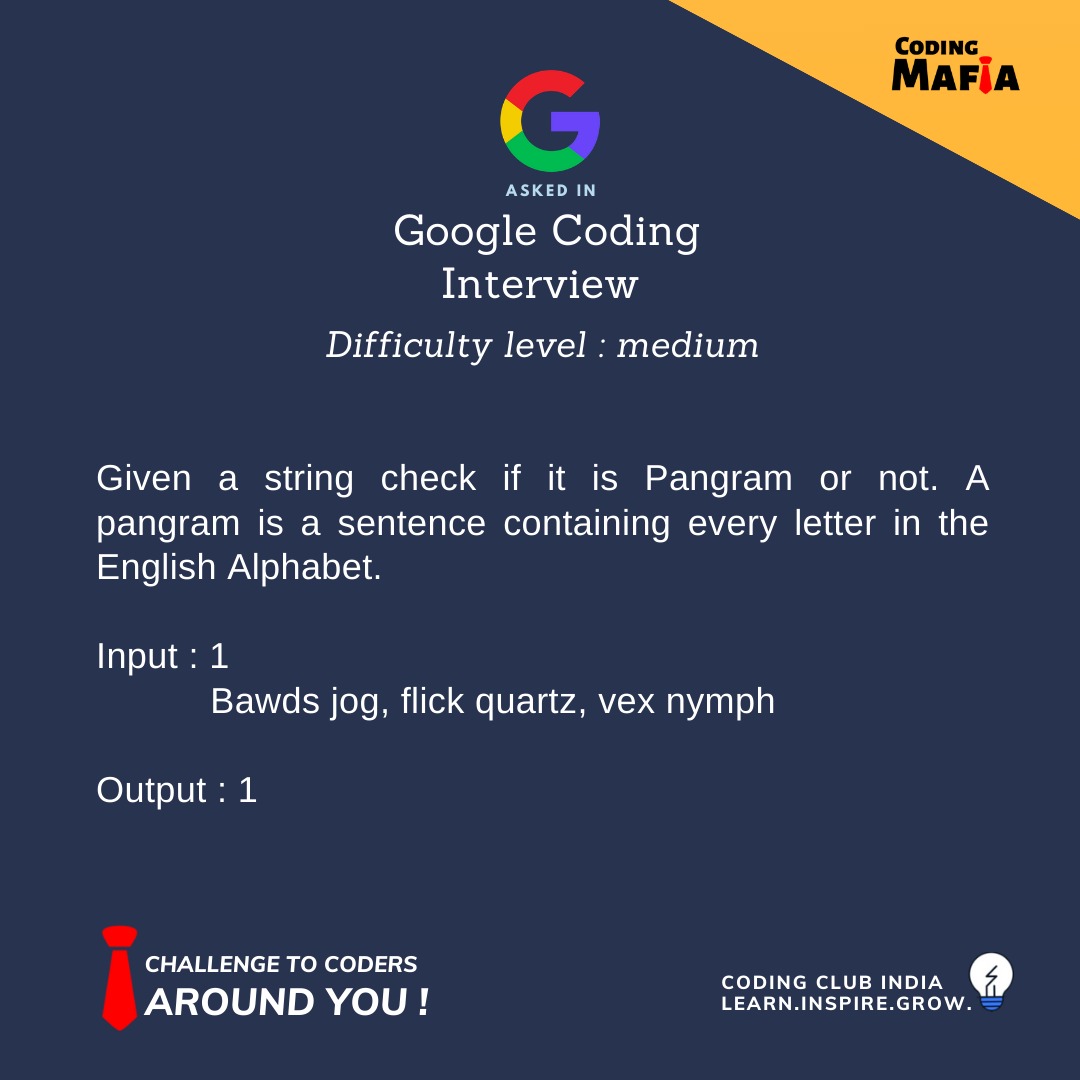 CODING
MAFIA
ASKED IN
Google Coding
Interview
Difficulty level : medium
Given a string check if it is Pangram or not. A
pangram is a sentence containing every letter in the
English Alphabet.
Input : 1
Bawds jog, flick quartz, vex nymph
Output : 1
CHALLENGE TO CODERS
AROUND YOU !
CODING CLUB INDIA
LEARN.INSPIRE.GROW.